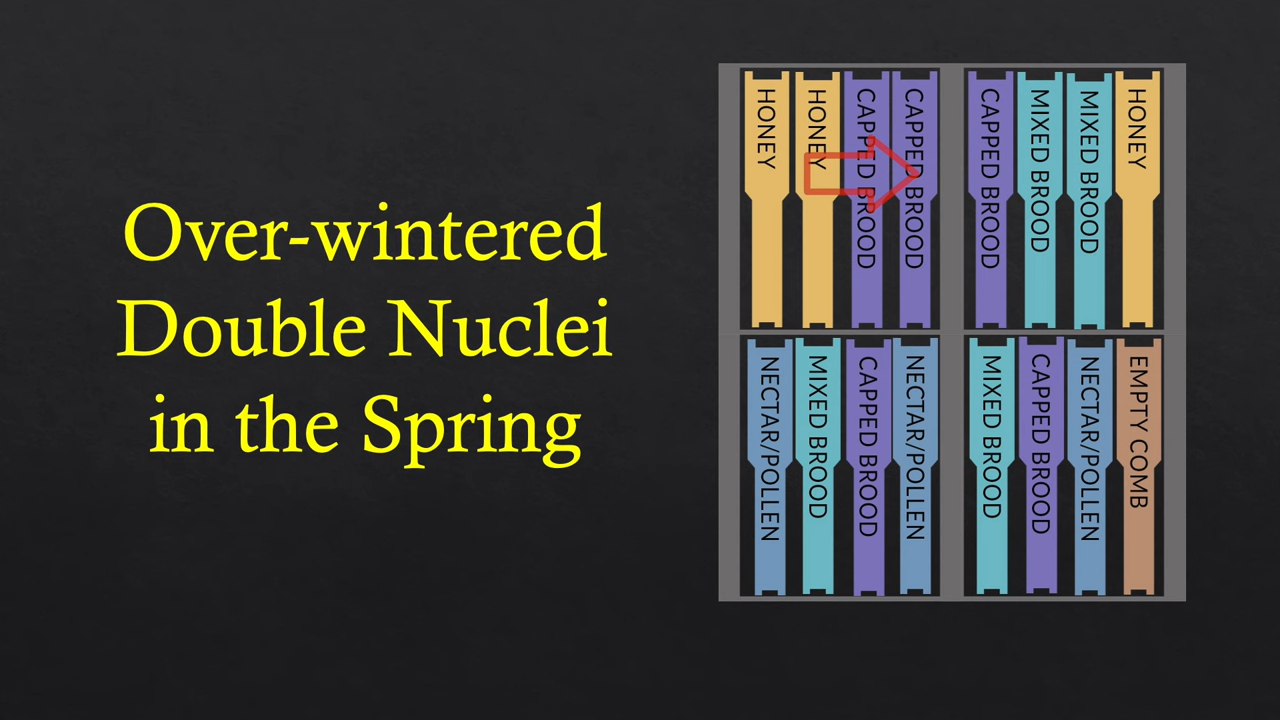 Over-wintered
Double Nuclei
in the Spring
HONEY
HONEY
CAPPED BROOD
CAPPED BROOD
CAPPED BROOD
MIXED BROOD
MIXED BROOD
HONEY
NECTAR/POLLEN
MIXED BROOD
CAPPED BROOD
NECTAR/POLLEN
MIXED BROOD
CAPPED BROOD
NECTAR/POLLEN
EMPTY COMB